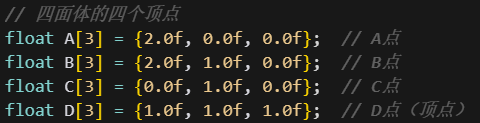 // 四面体的四个顶点
float A[3] = {2.0f, 0.0f, 0.0f};  // A点
float B[3] = {2.0f, 1.0f, 0.0f};  // B点
float C[3] = {0.0f, 1.0f, 0.0f};  // C点
float D[3] = {1.0f, 1.0f, 1.0f};  // D点（顶点）